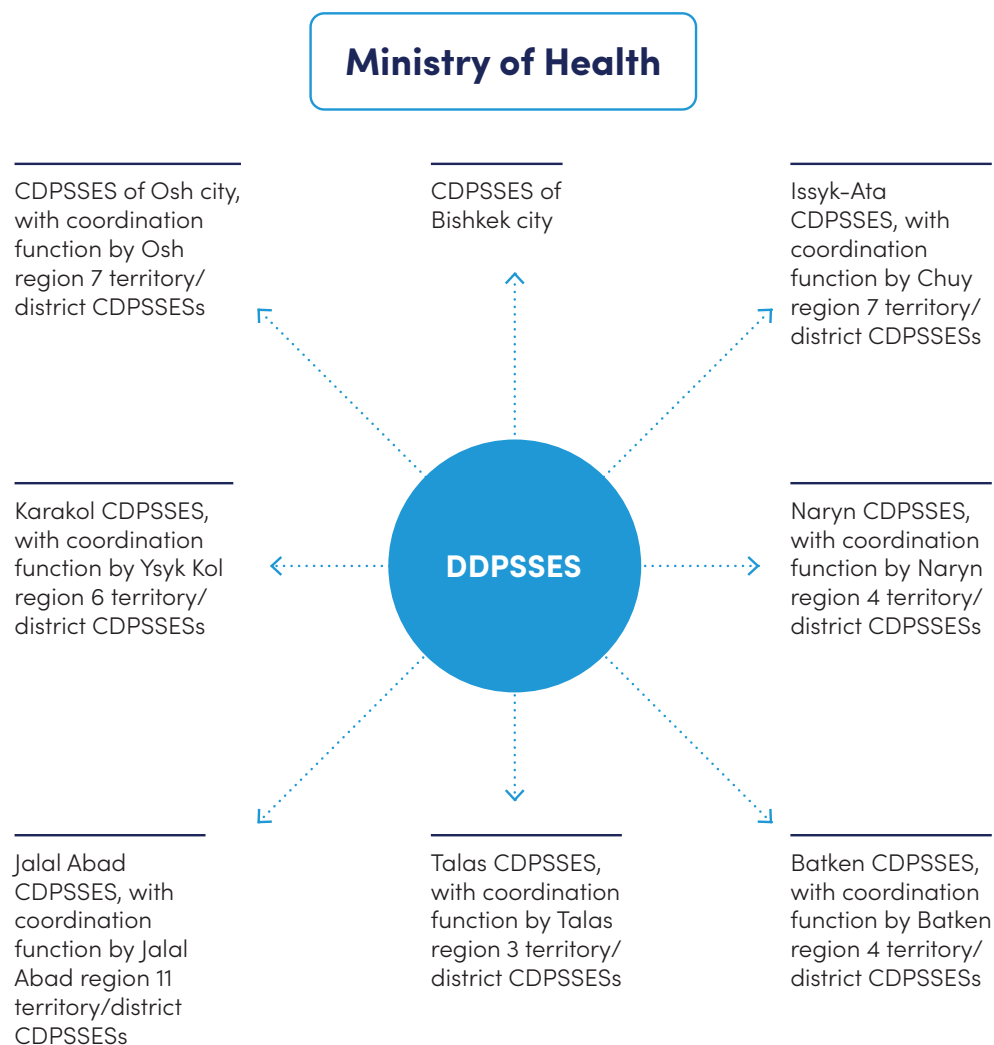 Ministry of Health
CDPSSES of Osh city,
with coordination
function by Osh
region 7 territory/
district CDPSSESs
CDPSSES of
Bishkek city
Issyk-Ata
CDPSSES, with
coordination
function by Chuy
region 7 territory/
district CDPSSESs
Karakol CDPSSES,
with coordination
function by Ysyk Kol
region 6 territory/
district CDPSSESs
DDPSSES
Naryn CDPSSES,
with coordination
function by Naryn
region 4 territory/
district CDPSSESs
Jalal Abad
CDPSSES, with
coordination
function by Jalal
Abad region 11
territory/district
CDPSSESs
Talas CDPSSES,
with coordination
function by Talas
region 3 territory/
district CDPSSESs
Batken CDPSSES,
with coordination
function by Batken
region 4 territory/
district CDPSSESs